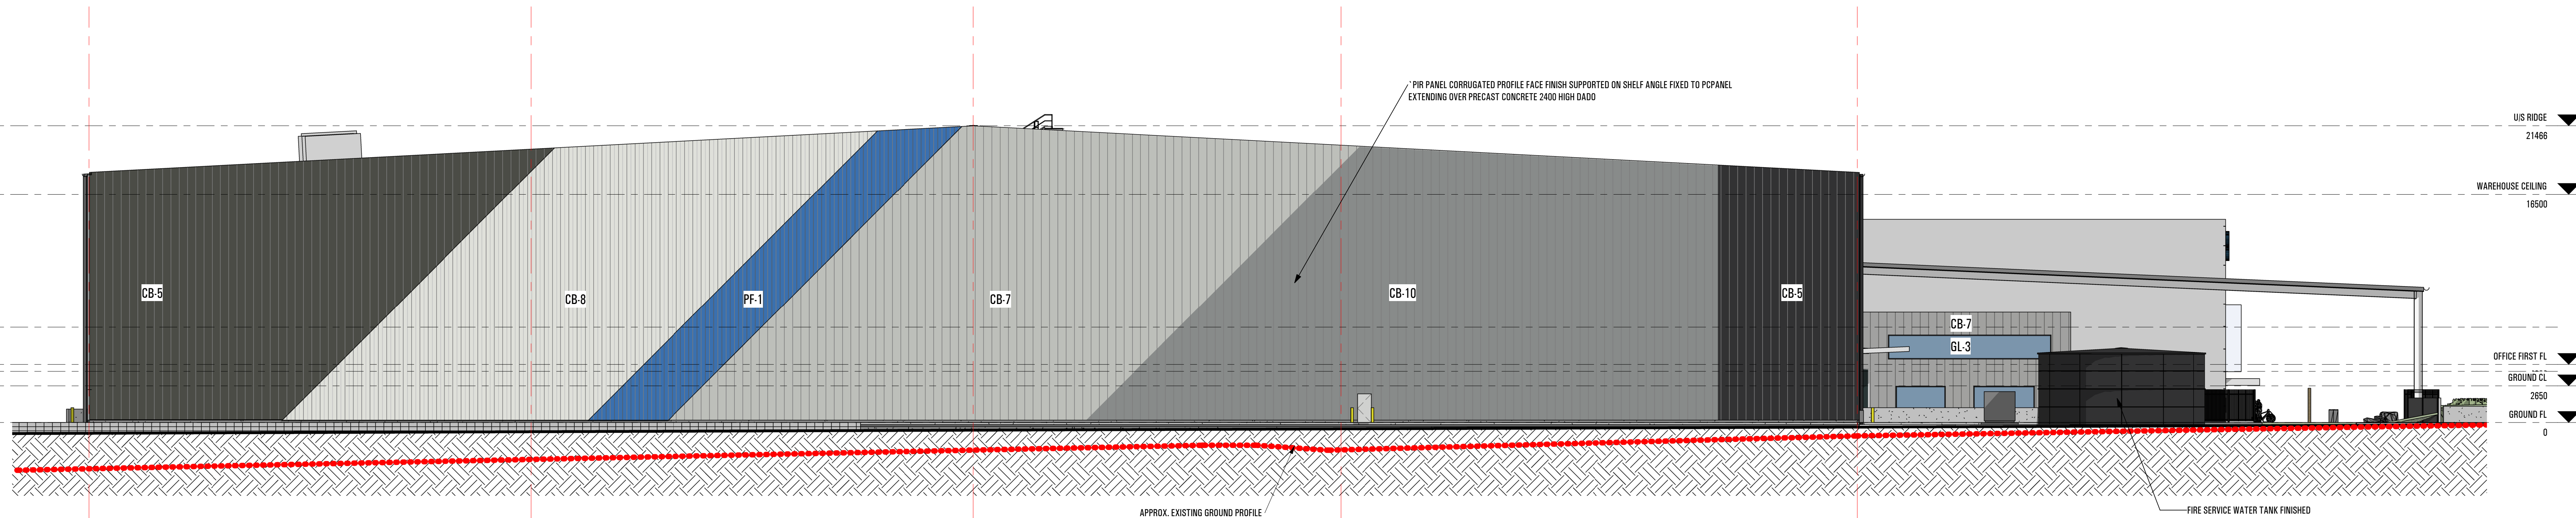 ` PIR PANEL CORRUGATED PROFILE FACE FINISH SUPPORTED ON SHELF ANGLE FIXED TO PCPANEL
EXTENDING OVER PRECAST CONCRETE 2400 HIGH DADO
U/S RIDGE
21466
WAREHOUSE CEILING
16500
CB-5
CB-8
PF-1
CB-7
CB-10
CB-5
CB-7
GL-3
OFFICE FIRST FL
GROUND CL
2650
GROUND FL
0
APPROX. EXISTING GROUND PROFILE
FIRE SERVICE WATER TANK FINISHED